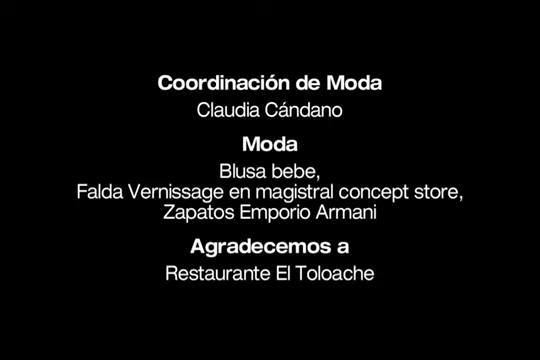 Coordinación de Moda
Claudia Cándano
Moda
Blusa bebe,
Falda Vernissage en magistral concept store,
Zapatos Emporio Armani
Agradecemos a
Restaurante El Toloache